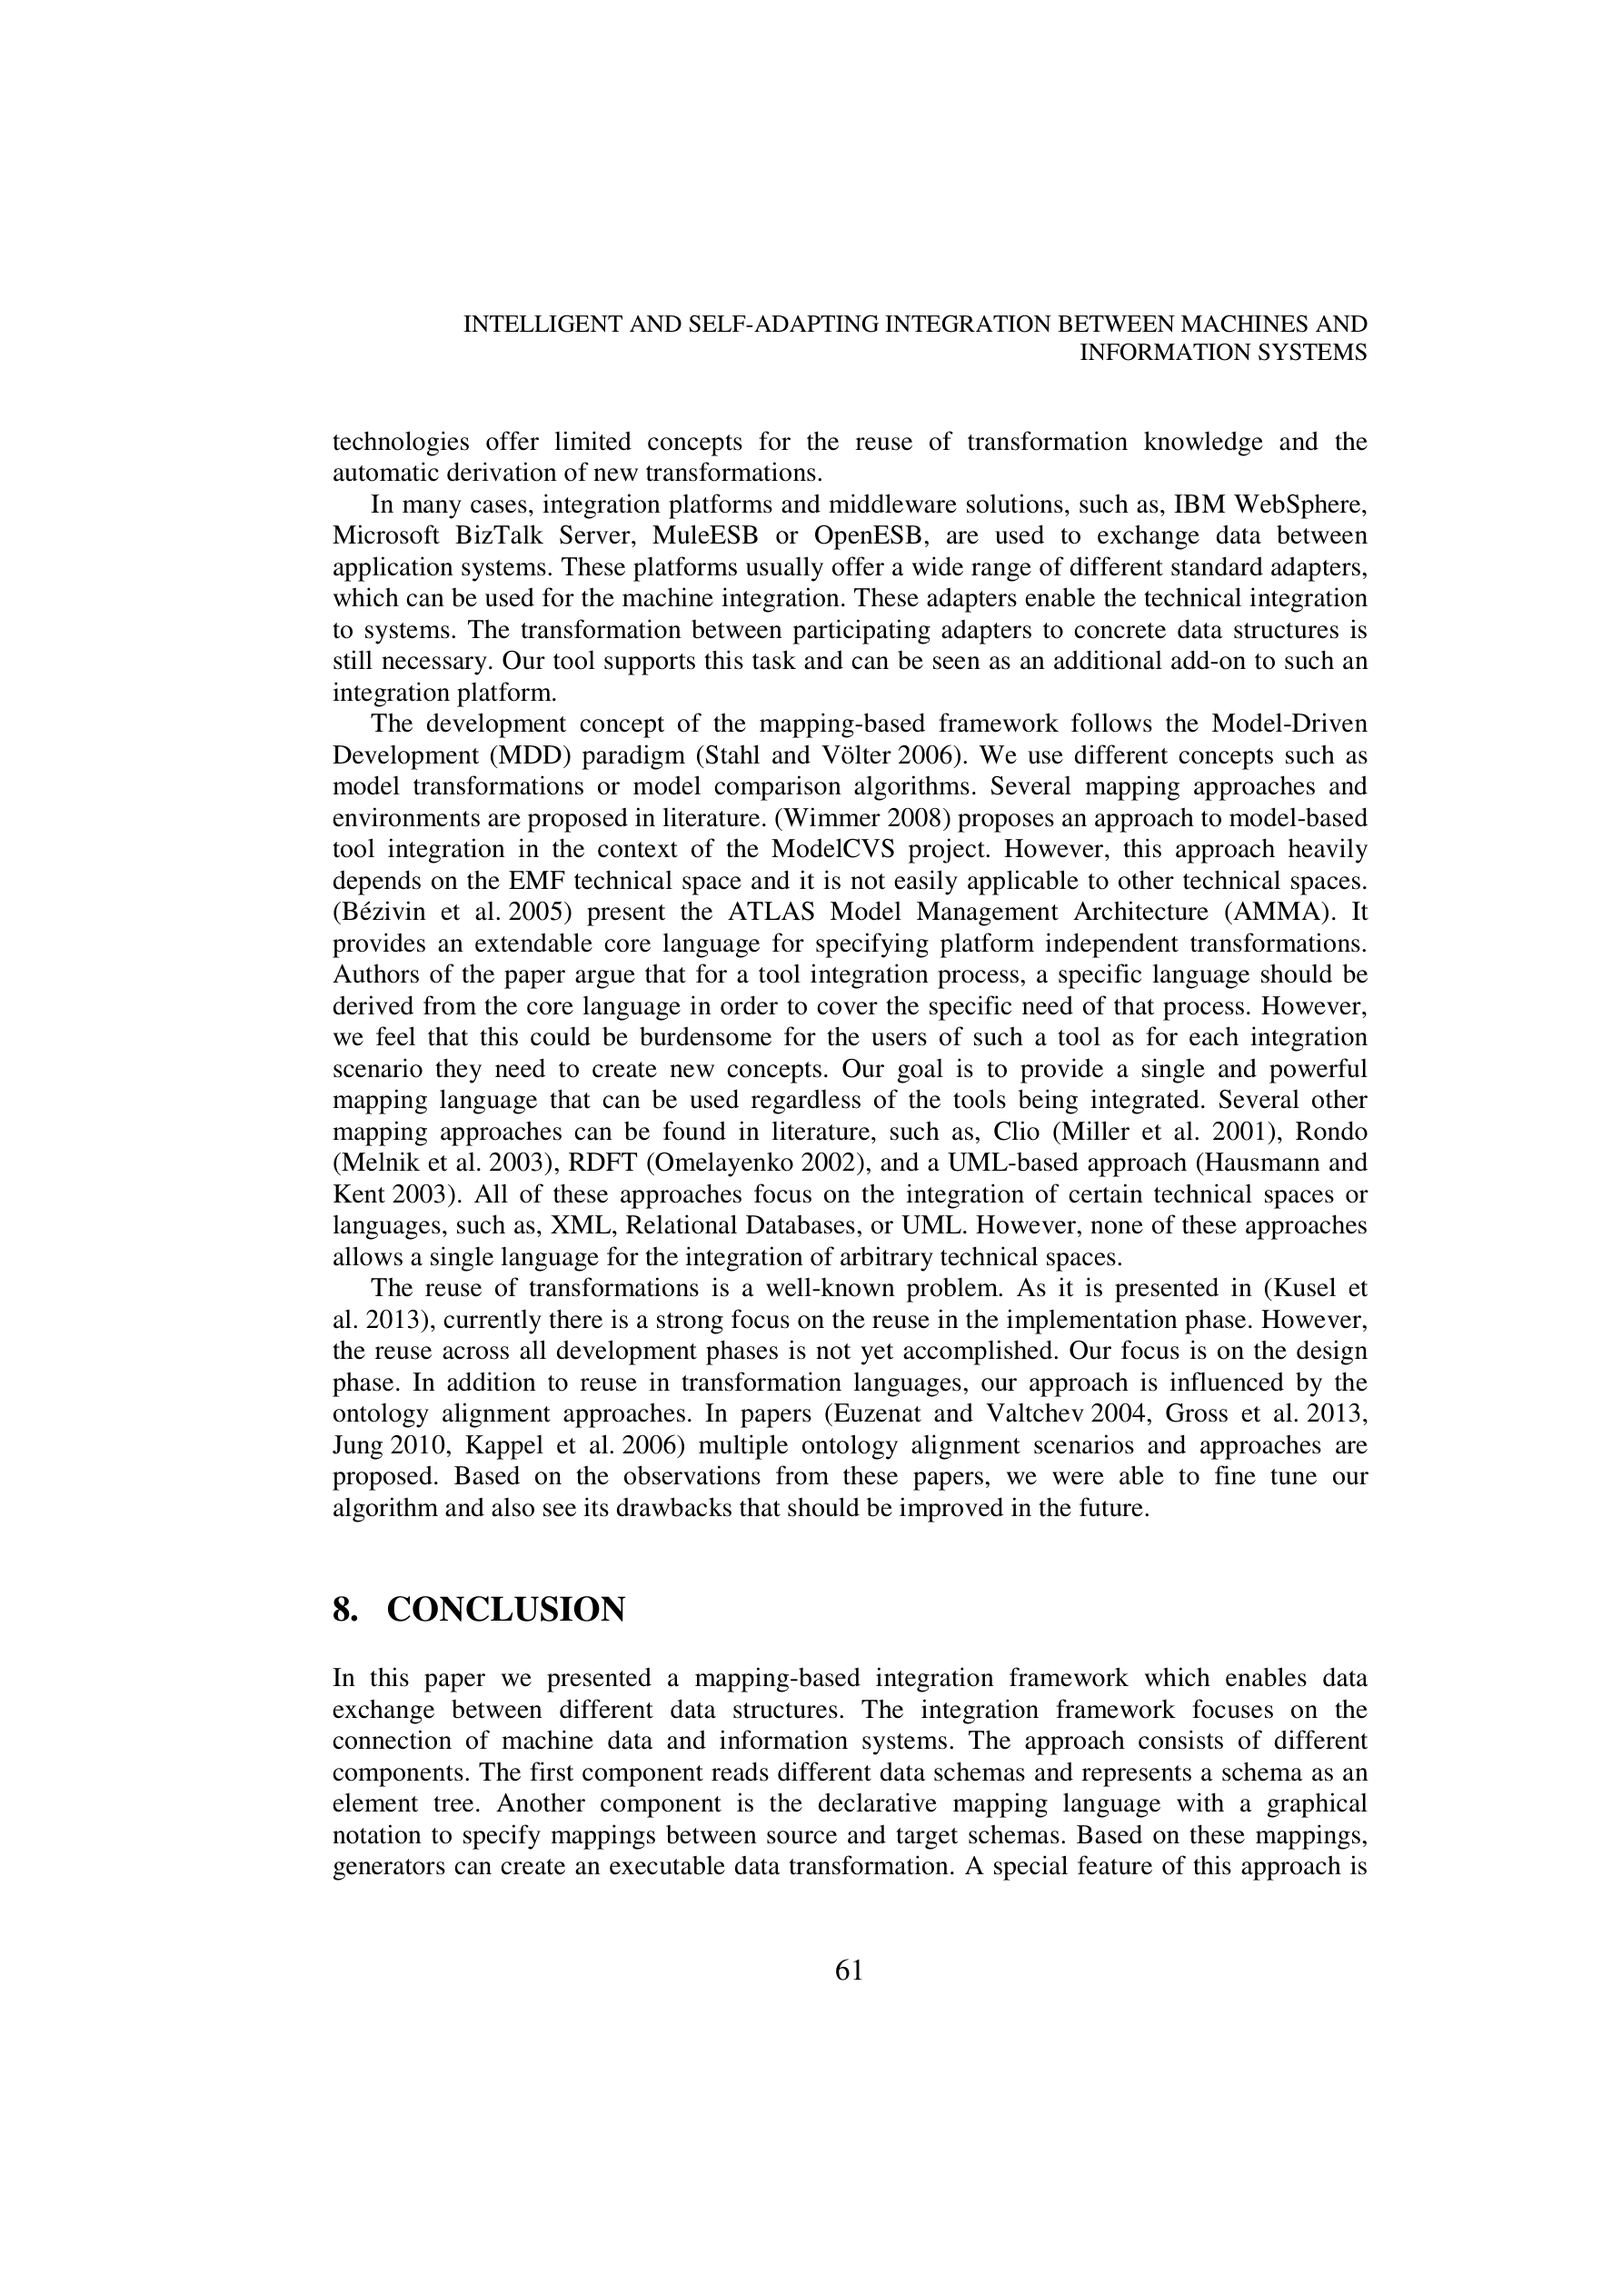 INTELLIGENT AND SELF-ADAPTING INTEGRATION BETWEEN MACHINES AND
INFORMATION SYSTEMS
technologies offer limited concepts for the reuse of transformation knowledge and the
automatic derivation of new transformations.
In many cases, integration platforms and middleware solutions, such as, IBM WebSphere,
Microsoft BizTalk Server, MuleESB or OpenESB, are used to exchange data between
application systems. These platforms usually offer a wide range of different standard adapters,
which can be used for the machine integration. These adapters enable the technical integration
to systems. The transformation between participating adapters to concrete data structures is
still necessary. Our tool supports this task and can be seen as an additional add-on to such an
integration platform.
The development concept of the mapping-based framework follows the Model-Driven
Development (MDD) paradigm (Stahl and Völter 2006). We use different concepts such as
model transformations or model comparison algorithms. Several mapping approaches and
environments are proposed in literature. (Wimmer 2008) proposes an approach to model-based
tool integration in the context of the ModelCVS project. However, this approach heavily
depends on the EMF technical space and it is not easily applicable to other technical spaces.
(Bézivin et al. 2005) present the ATLAS Model Management Architecture (AMMA). It
provides an extendable core language for specifying platform independent transformations.
Authors of the paper argue that for a tool integration process, a specific language should be
derived from the core language in order to cover the specific need of that process. However,
we feel that this could be burdensome for the users of such a tool as for each integration
scenario they need to create new concepts. Our goal is to provide a single and powerful
mapping language that can be used regardless of the tools being integrated. Several other
mapping approaches can be found in literature, such as, Clio (Miller et al. 2001), Rondo
(Melnik et al. 2003), RDFT (Omelayenko 2002), and a UML-based approach (Hausmann and
Kent 2003). All of these approaches focus on the integration of certain technical spaces or
languages, such as, XML, Relational Databases, or UML. However, none of these approaches
allows a single language for the integration of arbitrary technical spaces.
The reuse of transformations is a well-known problem. As it is presented in (Kusel et
al. 2013), currently there is a strong focus on the reuse in the implementation phase. However,
the reuse across all development phases is not yet accomplished. Our focus is on the design
phase. In addition to reuse in transformation languages, our approach is influenced by the
ontology alignment approaches. In papers (Euzenat and Valtchev 2004, Gross et al. 2013,
Jung 2010, Kappel et al. 2006) multiple ontology alignment scenarios and approaches are
proposed. Based on the observations from these papers, we were able to fine tune our
algorithm and also see its drawbacks that should be improved in the future.
8. CONCLUSION
In this paper we presented a mapping-based integration framework which enables data
exchange between different data structures. The integration framework focuses on the
connection of machine data and information systems. The approach consists of different
components. The first component reads different data schemas and represents a schema as an
element tree. Another component is the declarative mapping language with a graphical
notation to specify mappings between source and target schemas. Based on these mappings,
generators can create an executable data transformation. A special feature of this approach is
61